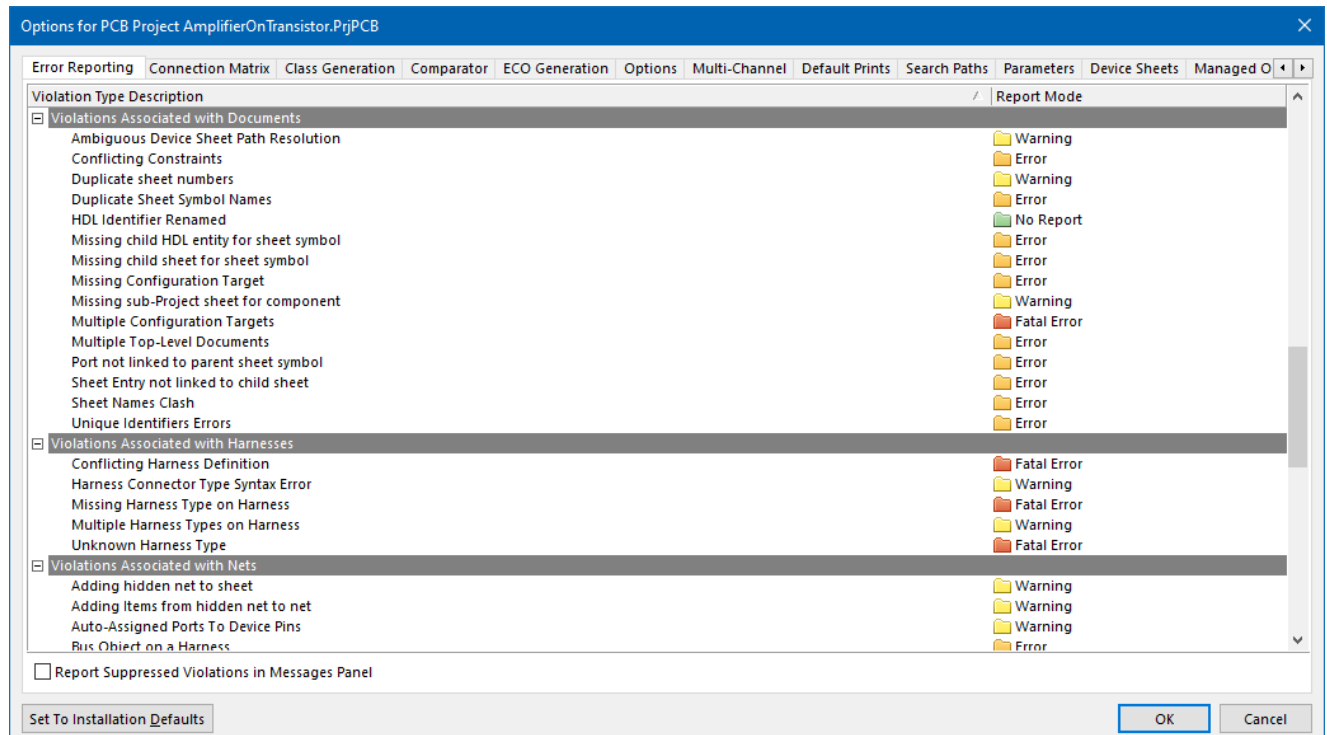 Options for PCB Project AmplifierOnTransistor.PrjPCB
Error Reporting Connection Matrix Class Generation Comparator ECO Generation Options Multi-Channel Default Prints Search Paths Parameters Device Sheets Managed O
Violation Type Description Report Mode
Violations Associated with Documents
Ambiguous Device Sheet Path Resolution Warning
Conflicting Constraints Error
Duplicate sheet numbers Warning
Duplicate Sheet Symbol Names Error
HDL Identifier Renamed No Report
Missing child HDL entity for sheet symbol Error
Missing child sheet for sheet symbol Error
Missing Configuration Target Error
Missing sub-Project sheet for component Warning
Multiple Configuration Targets Fatal Error
Multiple Top-Level Documents Error
Port not linked to parent sheet symbol Error
Sheet Entry not linked to child sheet Error
Sheet Names Clash Error
Unique Identifiers Errors Error
Violations Associated with Harnesses
Conflicting Harness Definition Fatal Error
Harness Connector Type Syntax Error Warning
Missing Harness Type on Harness Fatal Error
Multiple Harness Types on Harness Warning
Unknown Harness Type Fatal Error
Violations Associated with Nets
Adding hidden net to sheet Warning
Adding Items from hidden net to net Warning
Auto-Assigned Ports To Device Pins Warning
Bus Object on a Harness Error
Report Suppressed Violations in Messages Panel
Set To Installation Defaults OK Cancel